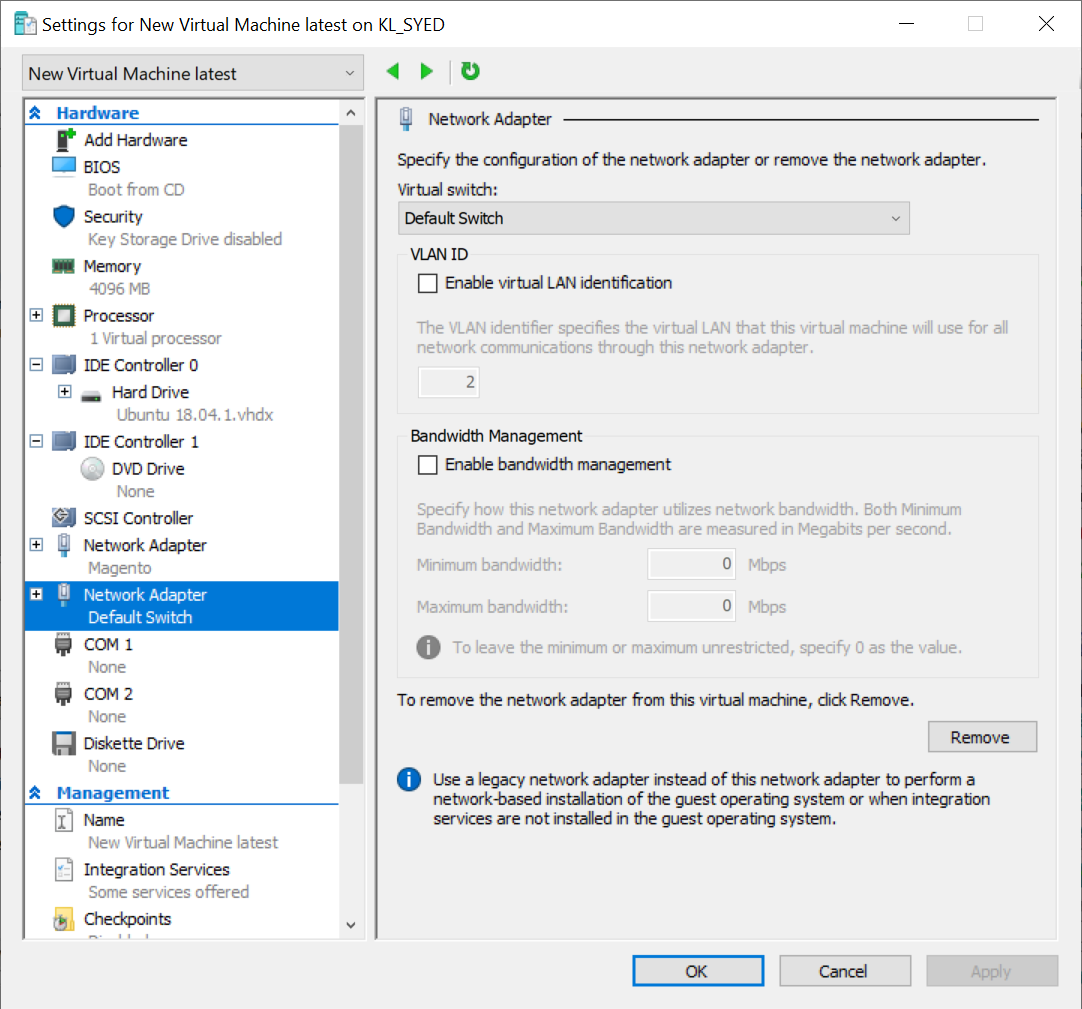 Settings for New Virtual Machine latest on KL_SYED
New Virtual Machine latest
Hardware
Add Hardware
BIOS
Boot from CD
Security
Key Storage Drive disabled
Memory
4096 MB
Processor
1 Virtual processor
IDE Controller 0
Hard Drive
Ubuntu 18.04.1.vhdx
IDE Controller 1
DVD Drive
None
SCSI Controller
Network Adapter
Magento
Network Adapter
Default Switch
COM 1
None
COM 2
None
Diskette Drive
None
Management
Name
New Virtual Machine latest
Integration Services
Some services offered
Checkpoints
Network Adapter
Specify the configuration of the network adapter or remove the network adapter.
Virtual switch:
Default Switch
VLAN ID
Enable virtual LAN identification
The VLAN identifier specifies the virtual LAN that this virtual machine will use for all
network communications through this network adapter.
2
Bandwidth Management
Enable bandwidth management
Specify how this network adapter utilizes network bandwidth. Both Minimum
Bandwidth and Maximum Bandwidth are measured in Megabits per second.
Minimum bandwidth: 0 Mbps
Maximum bandwidth: 0 Mbps
To leave the minimum or maximum unrestricted, specify 0 as the value.
To remove the network adapter from this virtual machine, click Remove.
Remove
Use a legacy network adapter instead of this network adapter to perform a
network-based installation of the guest operating system or when integration
services are not installed in the guest operating system.
OK Cancel Apply